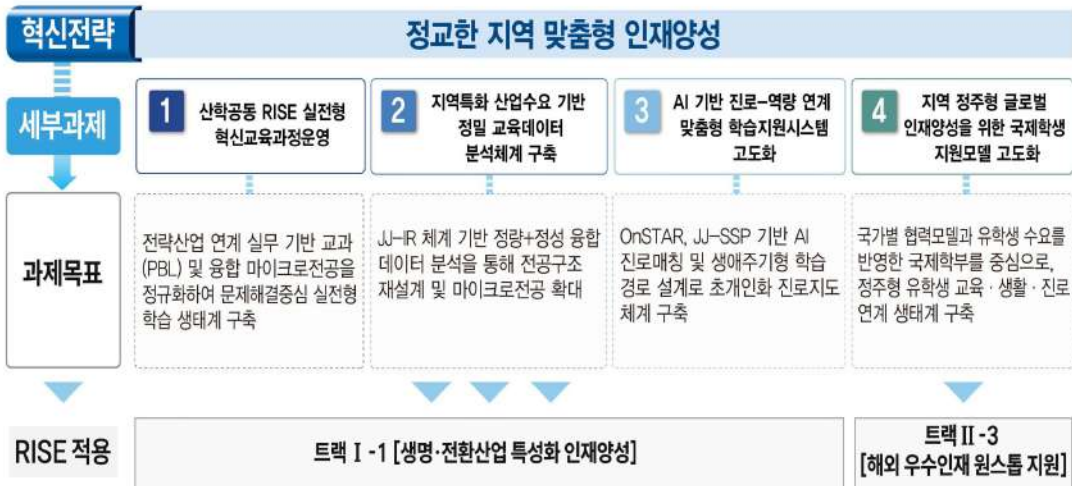 혁신전략
정교한 지역 맞춤형 인재양성
세부과제
1
산학공동 RISE 실전형
혁신교육과정운영
2
지역특화 산업수요 기반
정밀 교육데이터
분석체계 구축
3
AI 기반 진로-역량 연계
맞춤형 학습지원시스템
고도화
4
지역 정주형 글로벌
인재양성을 위한 국제학생
지원모델 고도화
과제목표
전략산업 연계 실무 기반 교과
(PBL) 및 융합 마이크로전공을
정규화하여 문제해결중심 실전형
학습 생태계 구축
JJ-IR 체계 기반 정량+정성 융합
데이터 분석을 통해 전공구조
재설계 및 마이크로전공 확대
OnSTAR, JJ-SSP 기반 AI
진로매칭 및 생애주기형 학습
경로 설계로 초개인화 진로지도
체계 구축
국가별 협력모델과 유학생 수요를
반영한 국제학부를 중심으로,
정주형 유학생 교육·생활·진로
연계 생태계 구축
RISE 적용
트랙 Ⅰ-1 [생명·전환산업 특성화 인재양성]
트랙 Ⅱ-3
[해외 우수인재 원스톱 지원]